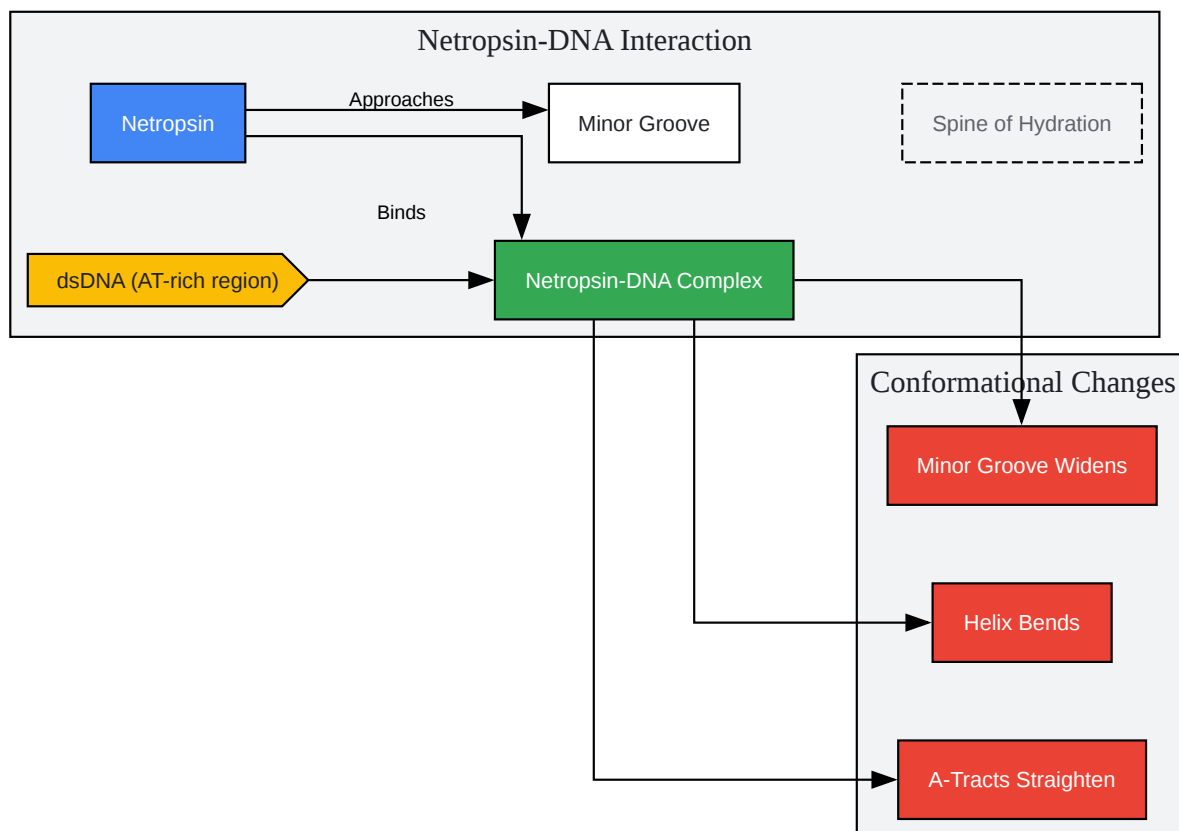 Netropsin-DNA Interaction
Netropsin
Approaches
Minor Groove
Spine of Hydration
Binds
dsDNA (AT-rich region)
Netropsin-DNA Complex
Conformational Changes
Minor Groove Widens
Helix Bends
A-Tracts Straighten